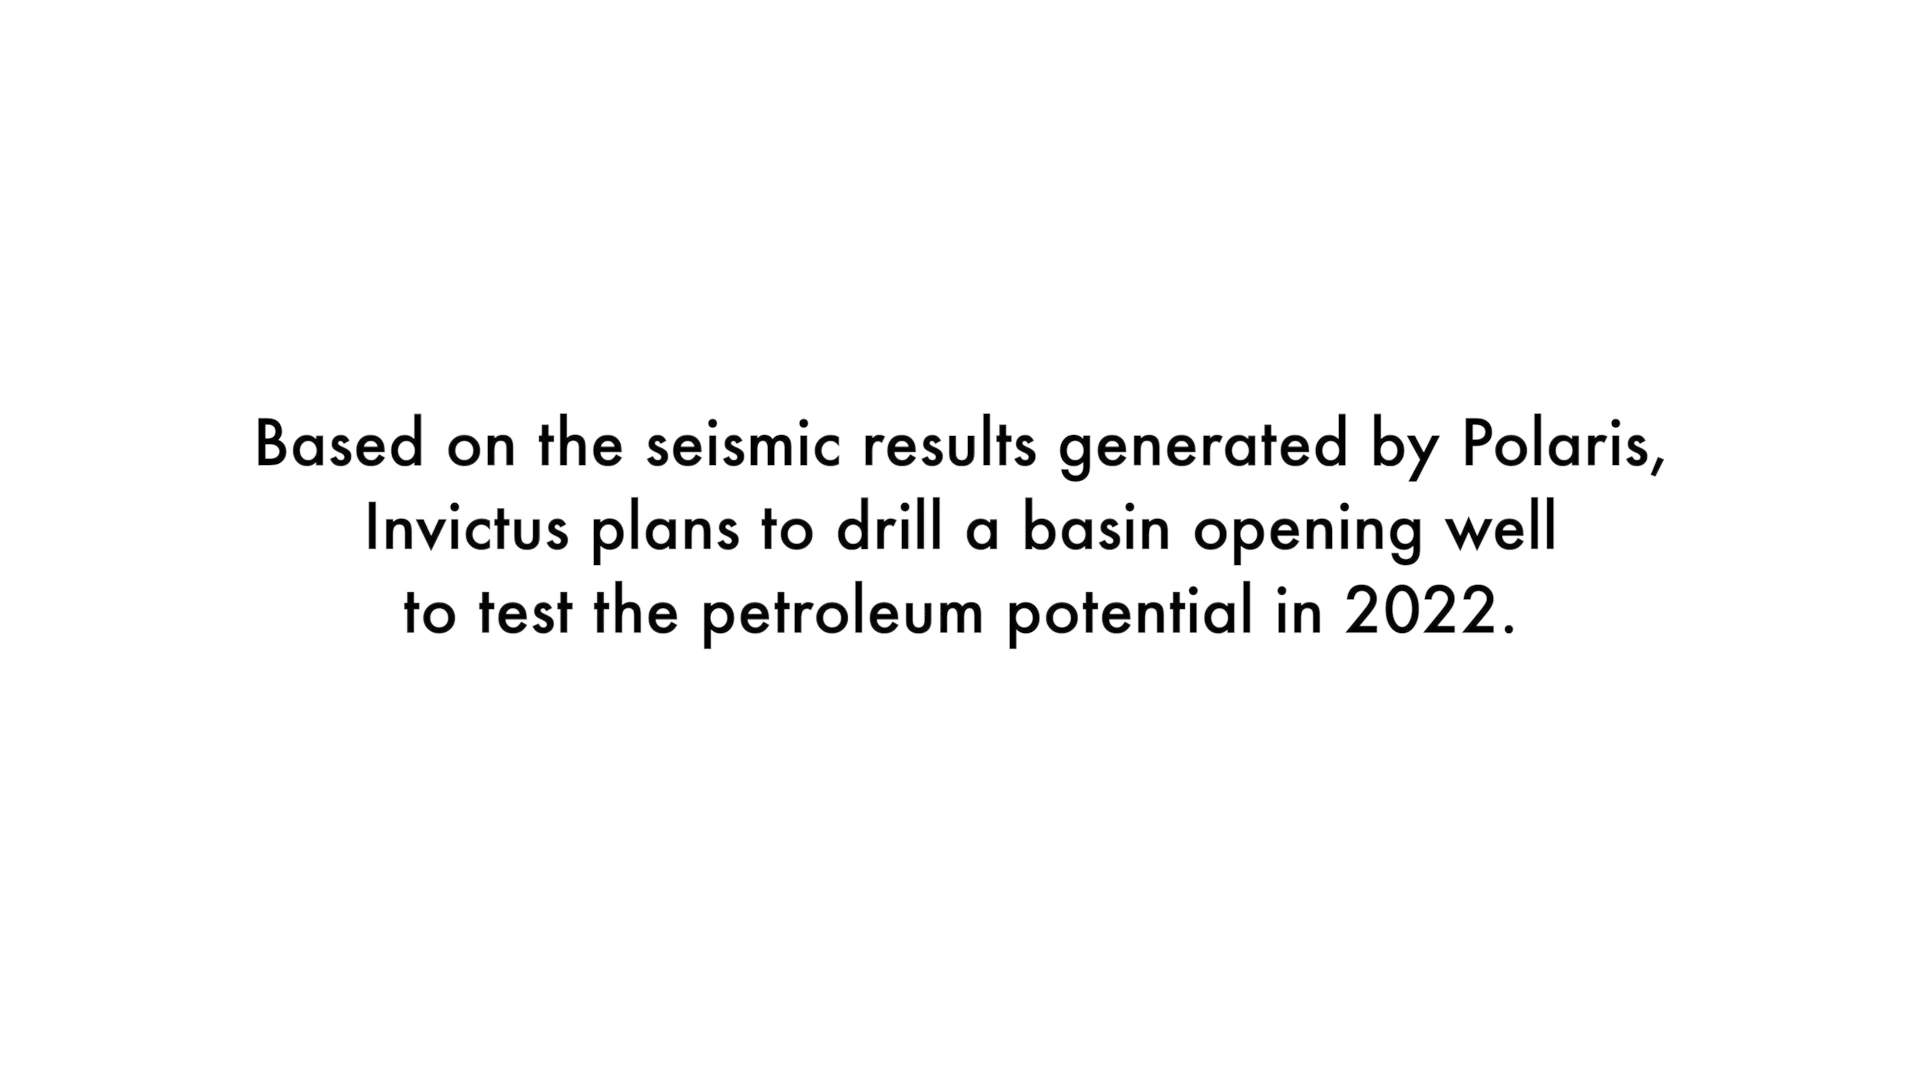 Based on the seismic results generated by Polaris,
Invictus plans to drill a basin opening well
to test the petroleum potential in 2022.